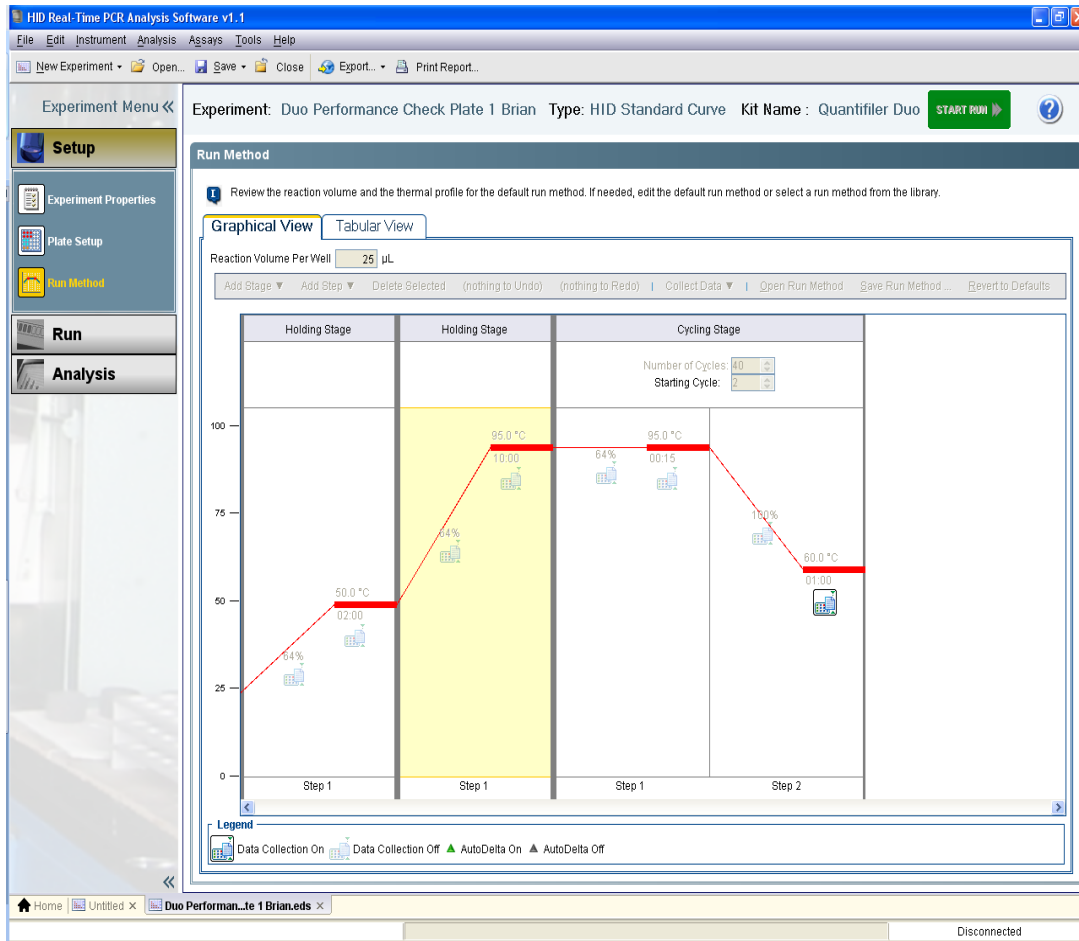 HID Real-Time PCR Analysis Software v1.1
File Edit Instrument Analysis Assays Tools Help
New Experiment Open... Save Close Export... Print Report...
Experiment Menu
Experiment: Duo Performance Check Plate 1 Brian Type: HID Standard Curve Kit Name : Quantifiler Duo START RUN
Setup
Experiment Properties
Plate Setup
Run Method
Run
Analysis
Run Method
Review the reaction volume and the thermal profile for the default run method. If needed, edit the default run method or select a run method from the library.
Graphical View Tabular View
Reaction Volume Per Well 25 µL
Add Stage Add Step Delete Selected (nothing to Undo) (nothing to Redo) Collect Data Open Run Method Save Run Method ... Revert to Defaults
Holding Stage Holding Stage Cycling Stage
Number of Cycles: 40
Starting Cycle: 2
100
95.0 °C 95.0 °C
10:00 64% 00:15
75
64% 100%
60.0 °C
01:00
50
50.0 °C
02:00
64%
25
0
Step 1 Step 1 Step 1 Step 2
Legend
Data Collection On Data Collection Off AutoDelta On AutoDelta Off
Home Untitled Duo Performan...te 1 Brian.eds
Disconnected